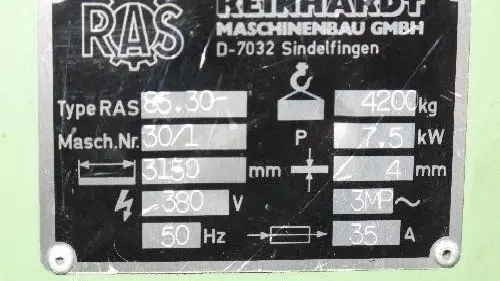 RAS REINHARDT
MASCHINENBAU GMBH
D-7032 Sindelfingen
Type RAS 65.30- 4200 kg
Masch.Nr. 30/1 P 7.5 kW
3150 mm 4 mm
380 V 3MP~
50 Hz 35 A